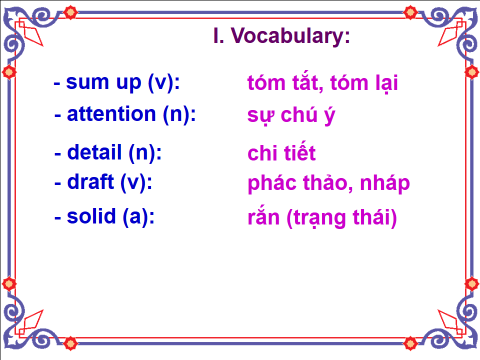 I. Vocabulary:
- sum up (v): tóm tắt, tóm lại
- attention (n): sự chú ý
- detail (n): chi tiết
- draft (v): phác thảo, nháp
- solid (a): rắn (trạng thái)